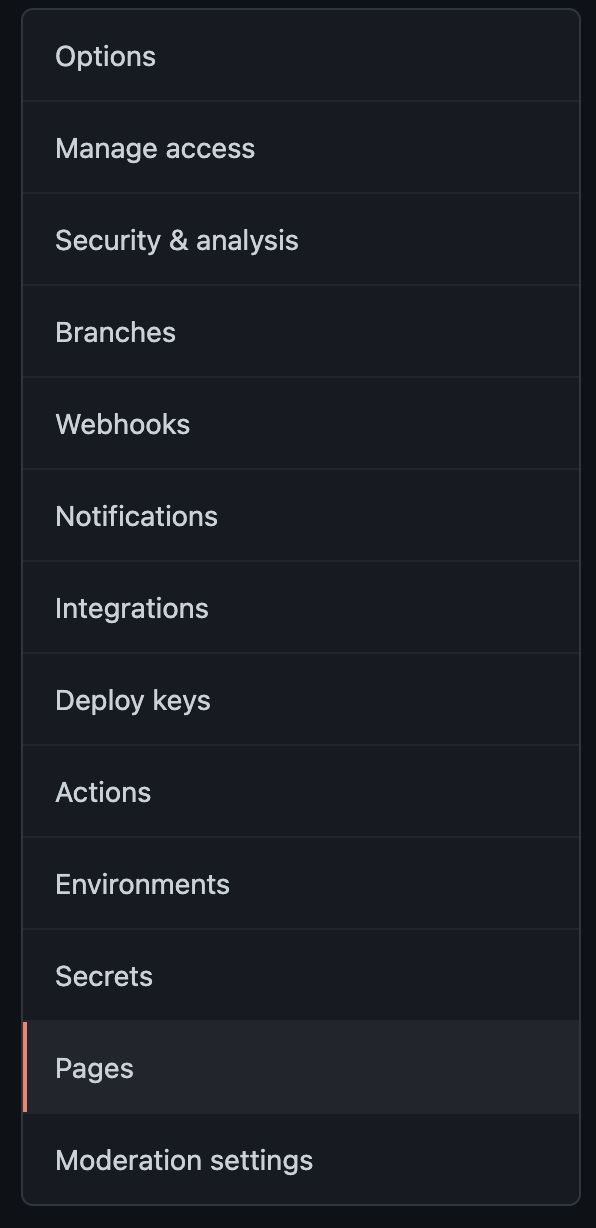 Options
Manage access
Security & analysis
Branches
Webhooks
Notifications
Integrations
Deploy keys
Actions
Environments
Secrets
Pages
Moderation settings